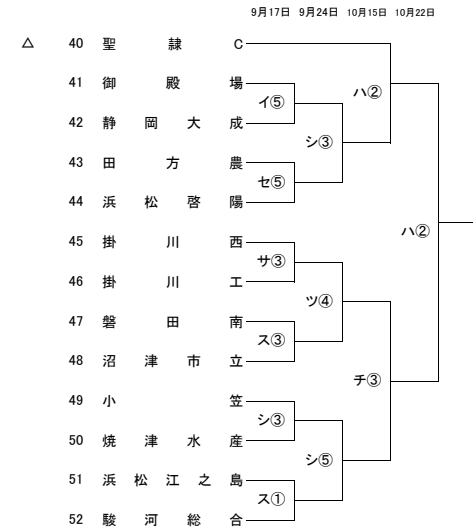 9月17日 9月24日 10月15日 10月22日
△ 40 聖隷C
ハ②
41 御殿場
イ⑤
42 静岡大成
シ③
43 田方農
セ⑤
44 浜松啓陽
ハ②
45 掛川西
サ③
46 掛川工
ツ④
47 磐田南
ス③
48 沼津市立
チ③
49 小笠
シ③
50 焼津水産
シ⑤
51 浜松江之島
ス①
52 駿河総合